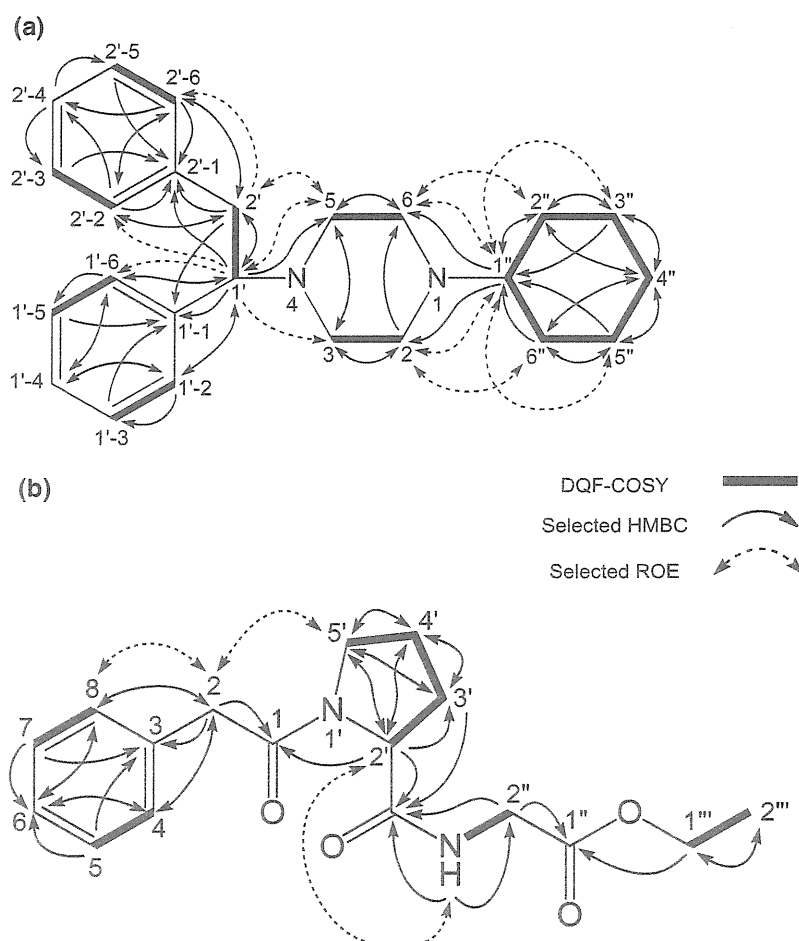 (a)
2'-5
2'-4 2'-6
2'-3 2'-1
2'-2 2'
1'-6
1'-5 1'-1 1
1'-4 1'-2
1'-3
5 6
N N
4 1
3 2
2" 3"
1" 4"
6" 5"
(b)
DQF-COSY
Selected HMBC
Selected ROE
8 2 5' 4'
7 3 1 N 3'
1' 2'
6 4 O
5
O N 2" 1" O 1'" 2'"
H
O